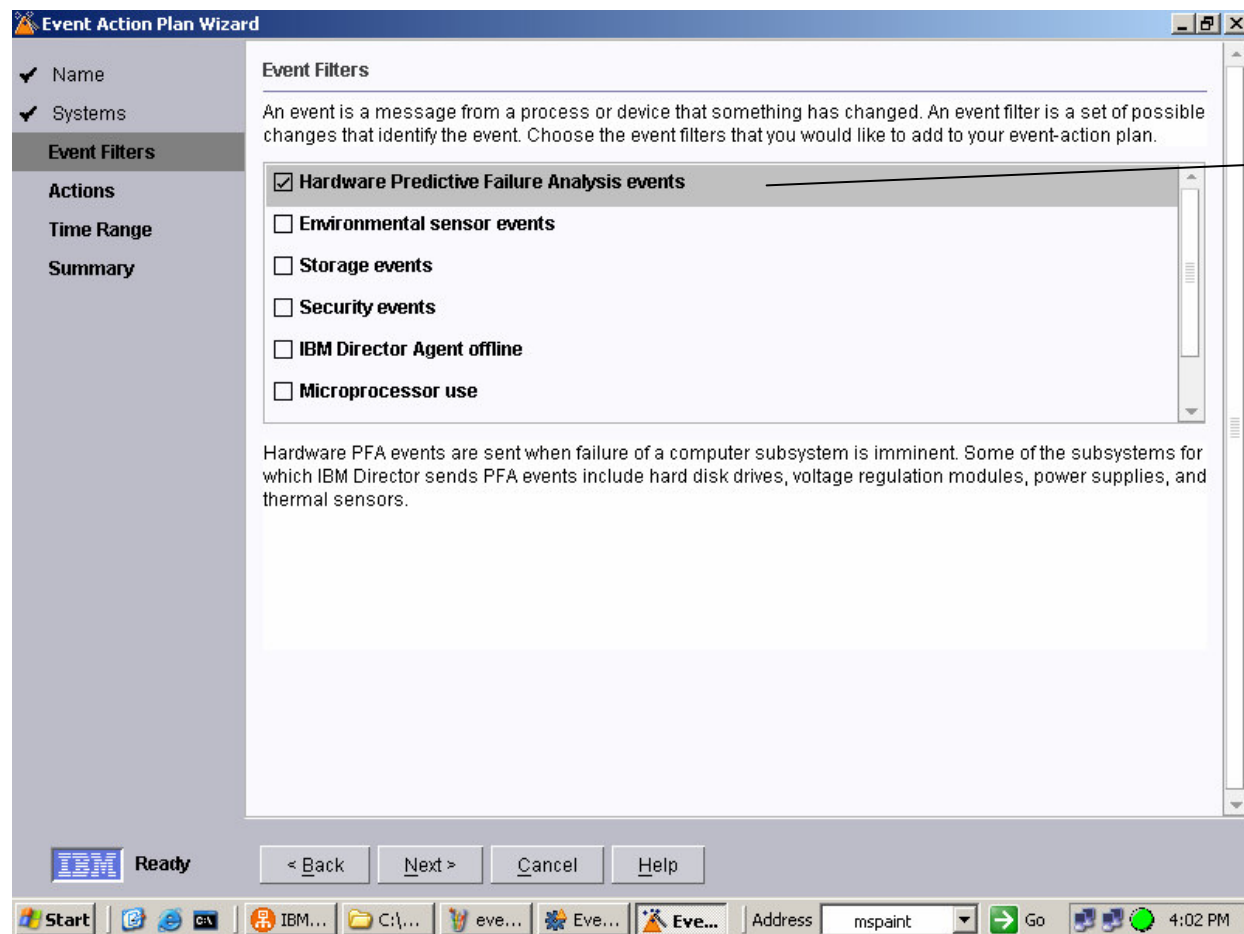 Event Action Plan Wizard
Name
Systems
Event Filters
Actions
Time Range
Summary
Event Filters
An event is a message from a process or device that something has changed. An event filter is a set of possible
changes that identify the event. Choose the event filters that you would like to add to your event-action plan.
Hardware Predictive Failure Analysis events
Environmental sensor events
Storage events
Security events
IBM Director Agent offline
Microprocessor use
Hardware PFA events are sent when failure of a computer subsystem is imminent. Some of the subsystems for
which IBM Director sends PFA events include hard disk drives, voltage regulation modules, power supplies, and
thermal sensors.
IBM Ready
< Back Next > Cancel Help
Start IBM... C:\... eve... Eve... Eve... Address mspaint Go 4:02 PM